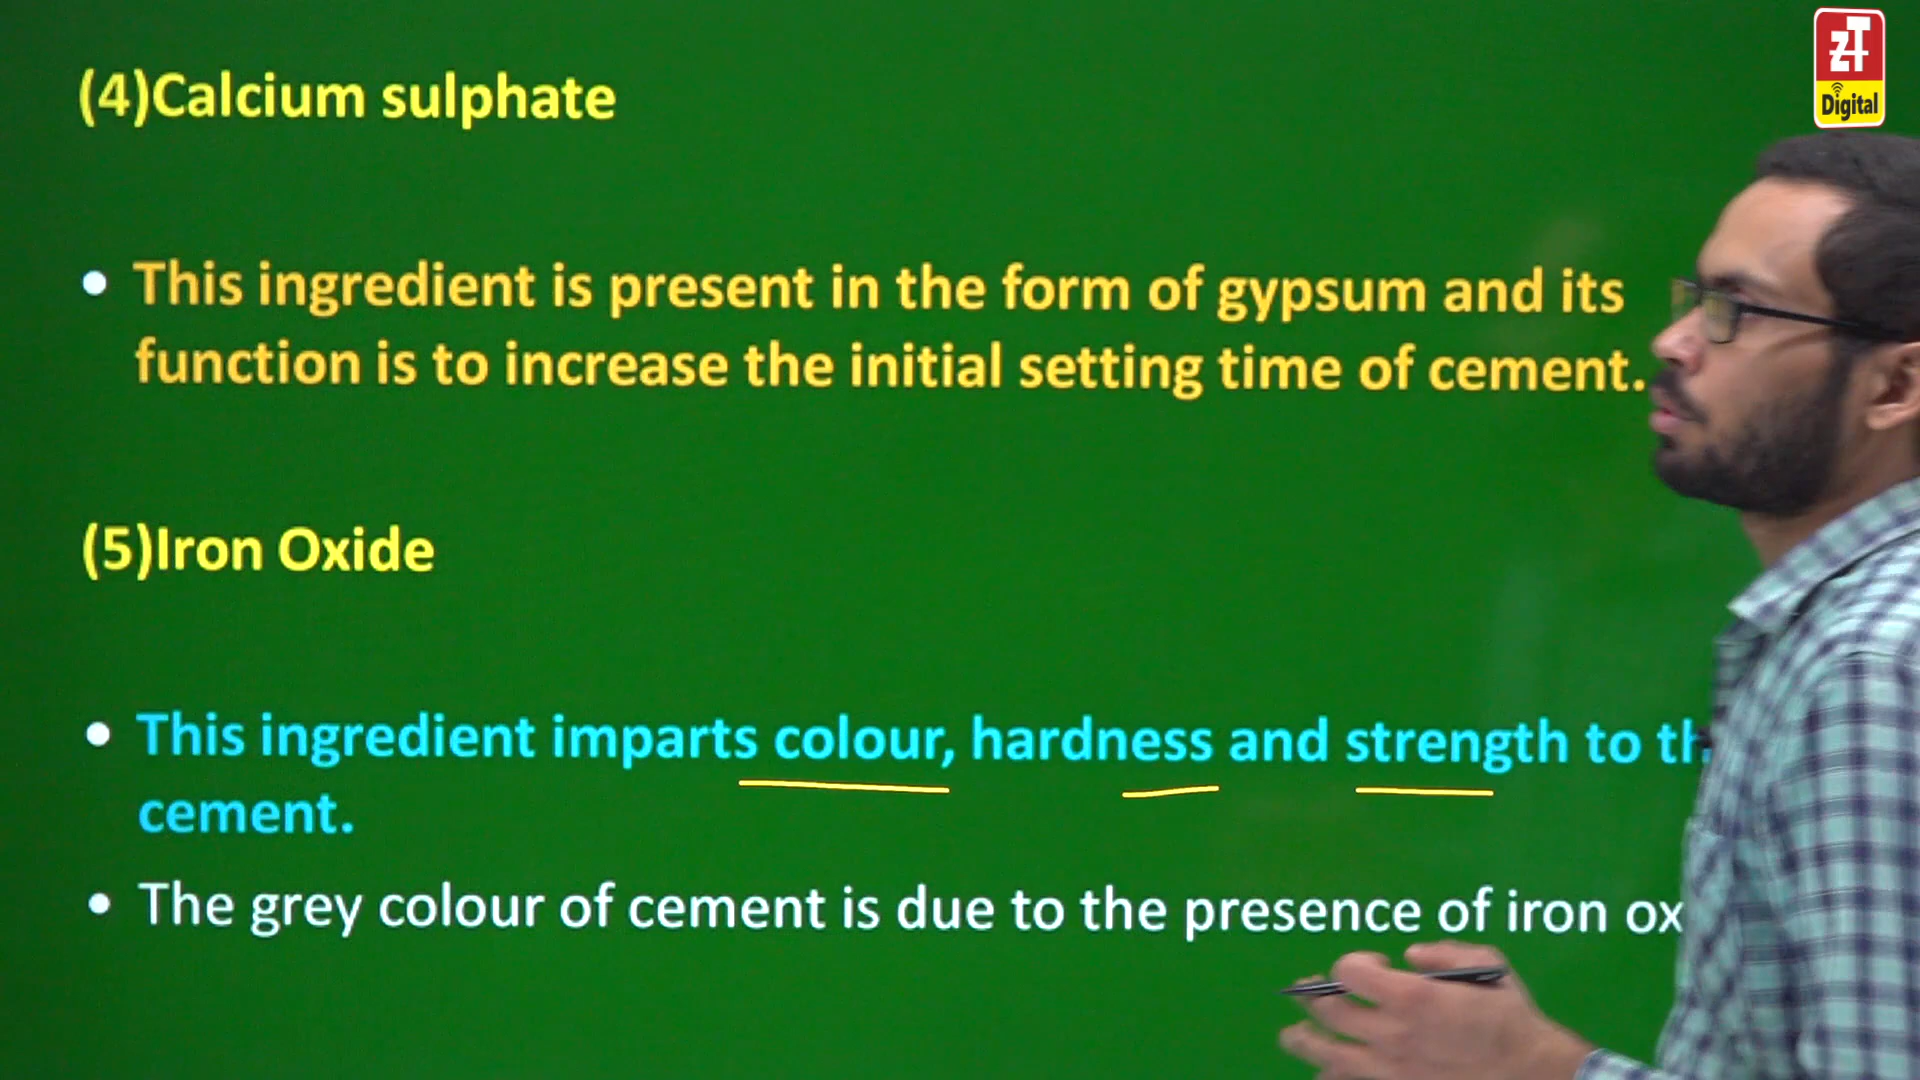 zT
Digital
(4)Calcium sulphate
• This ingredient is present in the form of gypsum and its
function is to increase the initial setting time of cement.
(5)Iron Oxide
• This ingredient imparts colour, hardness and strength to
cement.
• The grey colour of cement is due to the presence of iron